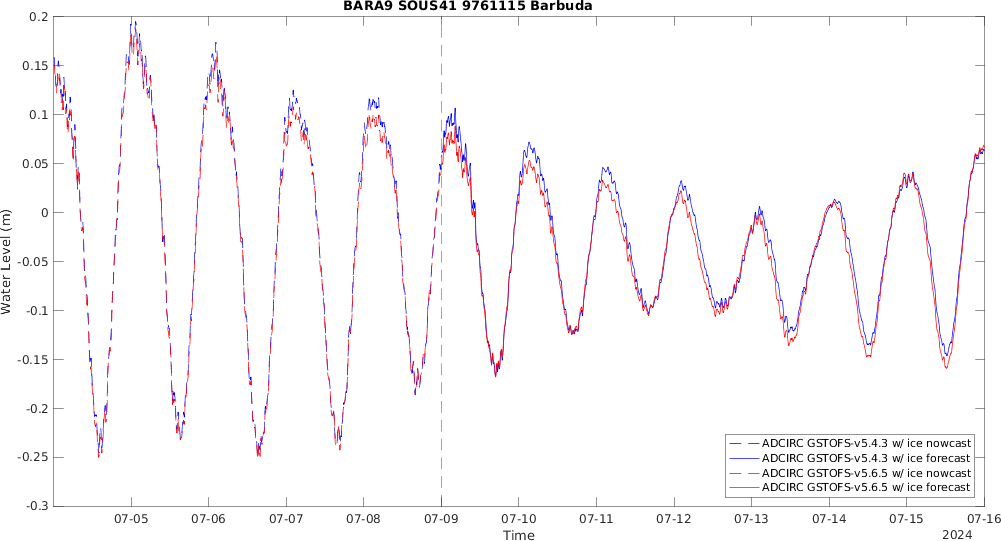 BARA9 SOUS41 9761115 Barbuda
0.2
0.15
0.1
0.05
0
-0.05
-0.1
-0.15
-0.2
-0.25
-0.3
Water Level (m)
ADCIRC GSTOFS-v5.4.3 w/ ice nowcast
ADCIRC GSTOFS-v5.4.3 w/ ice forecast
ADCIRC GSTOFS-v5.6.5 w/ ice nowcast
ADCIRC GSTOFS-v5.6.5 w/ ice forecast
07-05 07-06 07-07 07-08 07-09 07-10 07-11 07-12 07-13 07-14 07-15 07-16
Time
2024